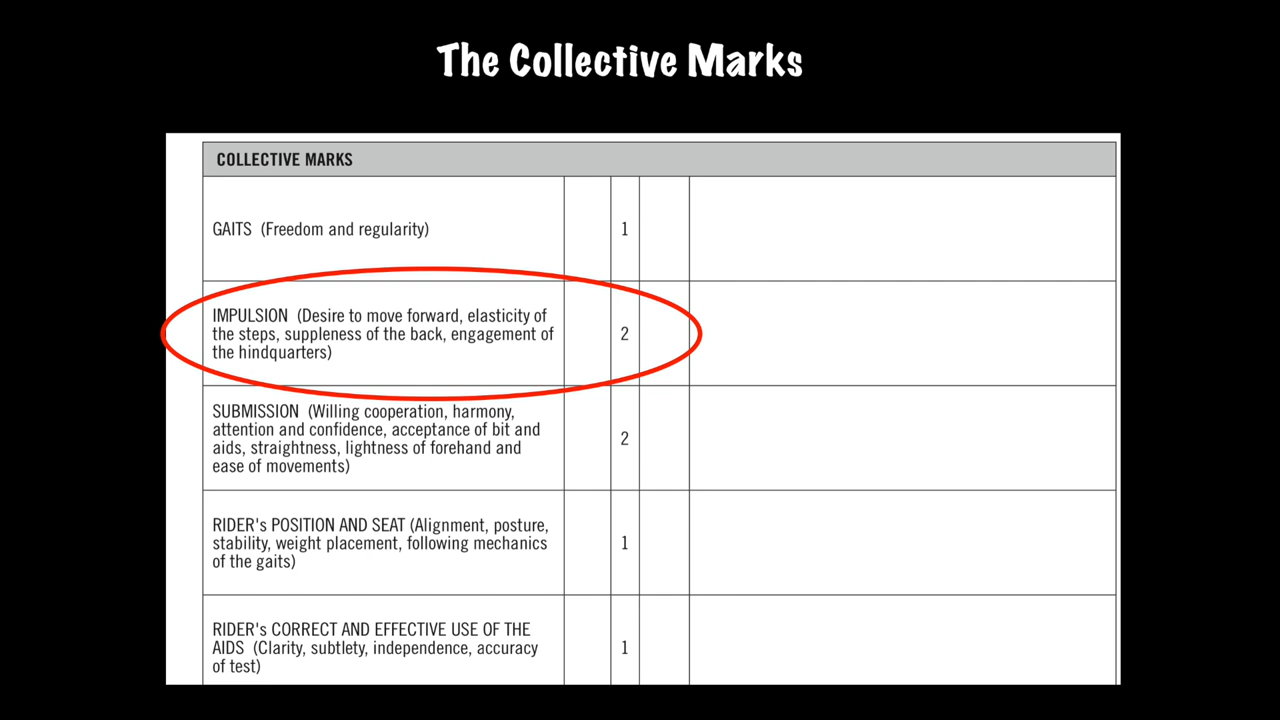 The Collective Marks
COLLECTIVE MARKS
GAITS (Freedom and regularity)
1
IMPULSION (Desire to move forward, elasticity of
the steps, suppleness of the back, engagement of
the hindquarters)
2
SUBMISSION (Willing cooperation, harmony,
attention and confidence, acceptance of bit and
aids, straightness, lightness of forehand and
ease of movements)
2
RIDER's POSITION AND SEAT (Alignment, posture,
stability, weight placement, following mechanics
of the gaits)
1
RIDER's CORRECT AND EFFECTIVE USE OF THE
AIDS (Clarity, subtlety, independence, accuracy
of test)
1